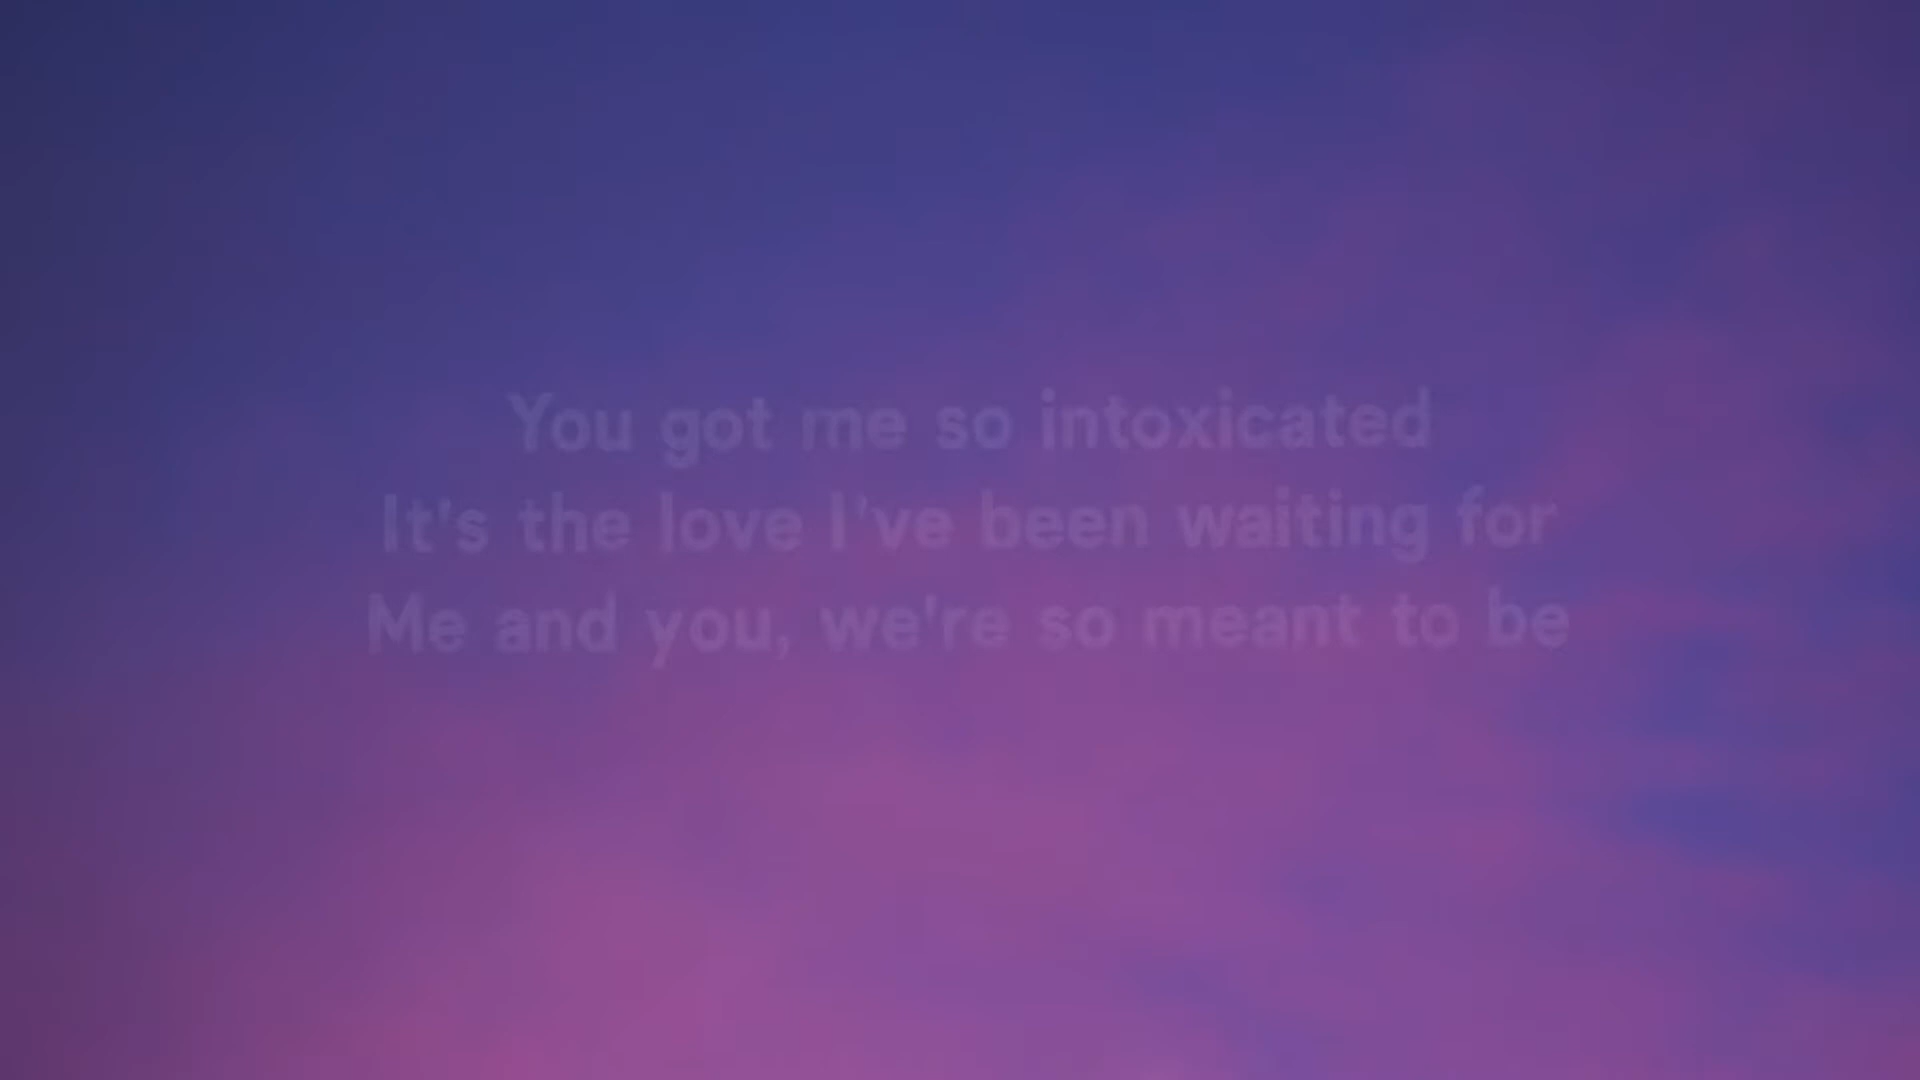 You got me so intoxicated
It's the love I've been waiting for
Me and you, we're so meant to be